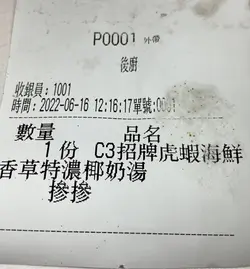 P0001 外帶
後廚
收銀員：1001
時間：2022-06-16 12:16:17單號：0001
數量 品名
1份 C3招牌虎蝦海鮮
香草特濃椰奶湯
摻摻